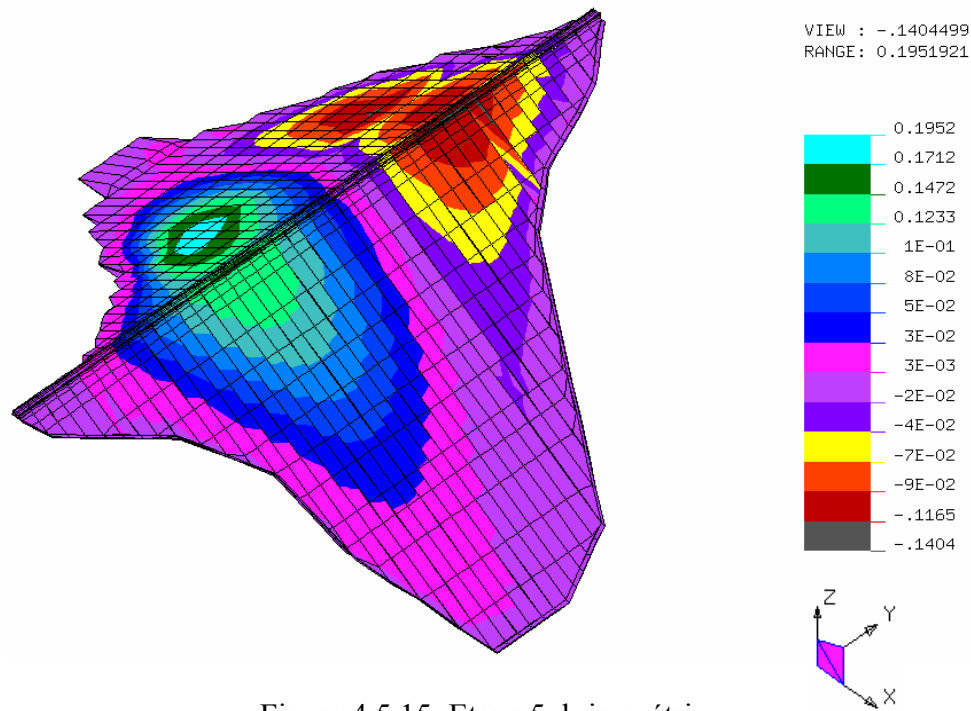 VIEW : -.1404499
RANGE: 0.1951921
0.1952
0.1712
0.1472
0.1233
1E-01
8E-02
5E-02
3E-02
3E-03
-2E-02
-4E-02
-7E-02
-9E-02
-.1165
-.1404
Z
Y
X